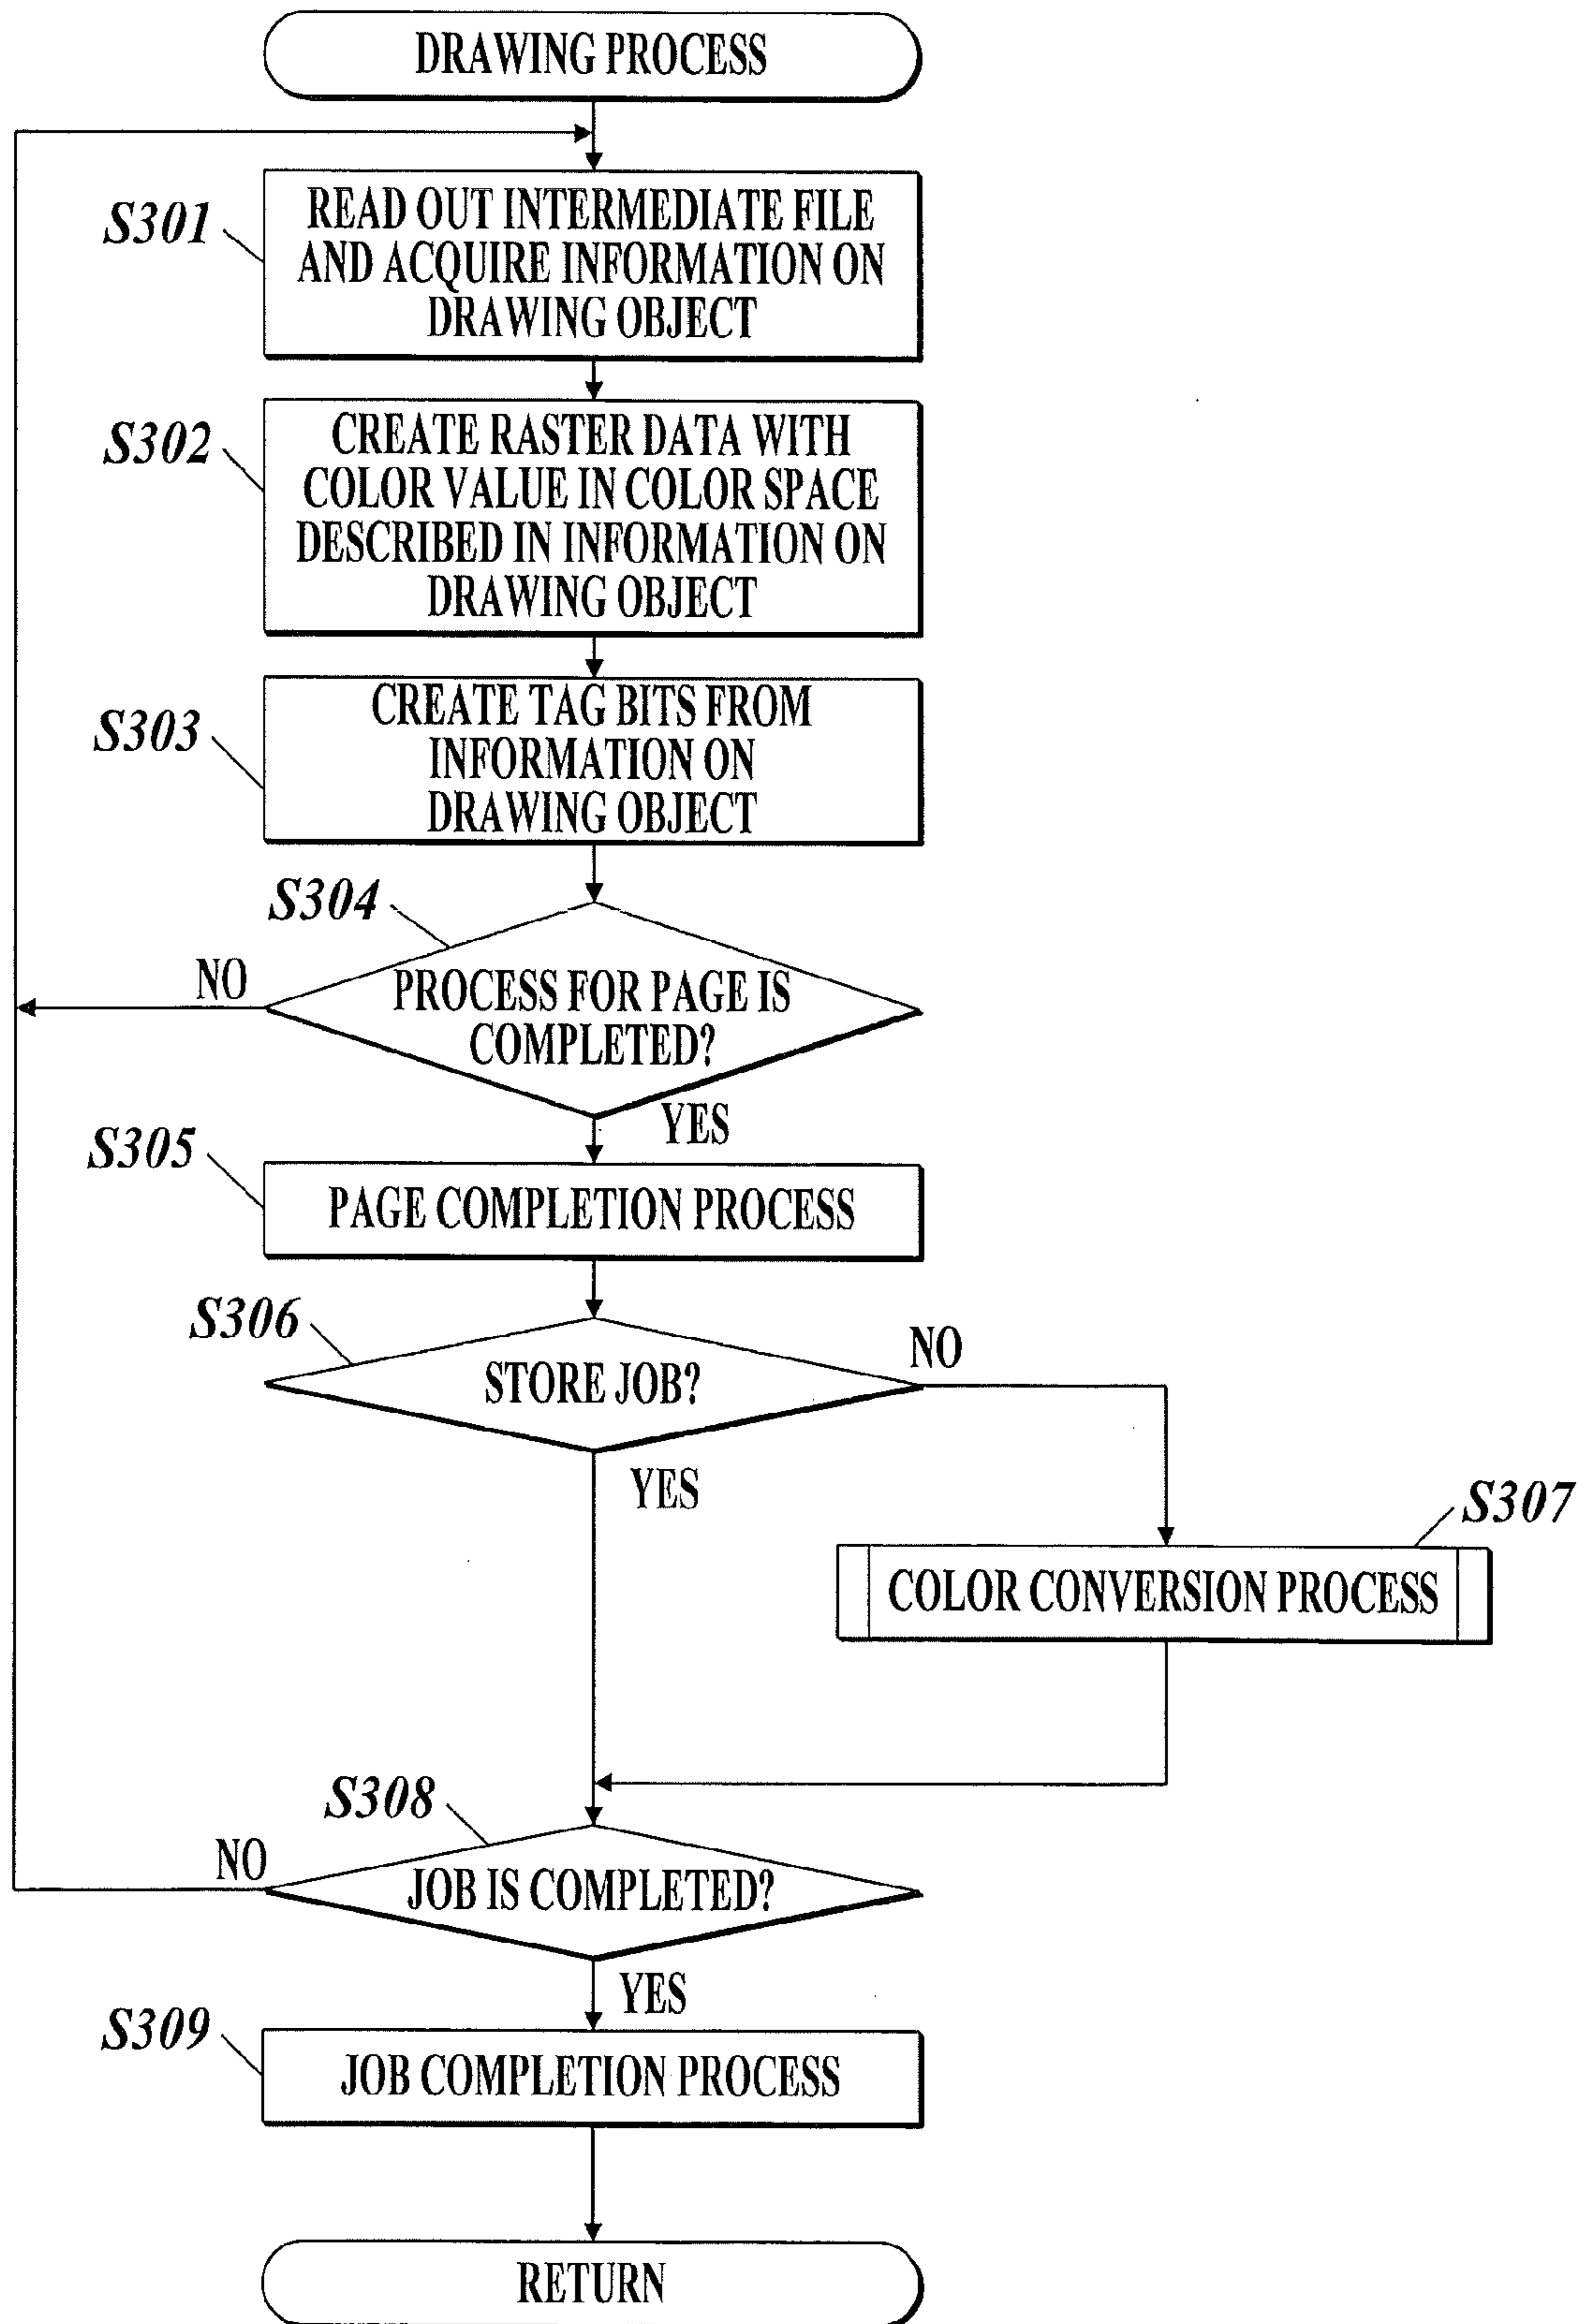 DRAWING PROCESS
S301
READ OUT INTERMEDIATE FILE
AND ACQUIRE INFORMATION ON
DRAWING OBJECT
S302
CREATE RASTER DATA WITH
COLOR VALUE IN COLOR SPACE
DESCRIBED IN INFORMATION ON
DRAWING OBJECT
S303
CREATE TAG BITS FROM
INFORMATION ON
DRAWING OBJECT
S304
NO
PROCESS FOR PAGE IS
COMPLETED?
YES
S305
PAGE COMPLETION PROCESS
S306
NO
STORE JOB?
YES
S307
COLOR CONVERSION PROCESS
S308
NO
JOB IS COMPLETED?
YES
S309
JOB COMPLETION PROCESS
RETURN